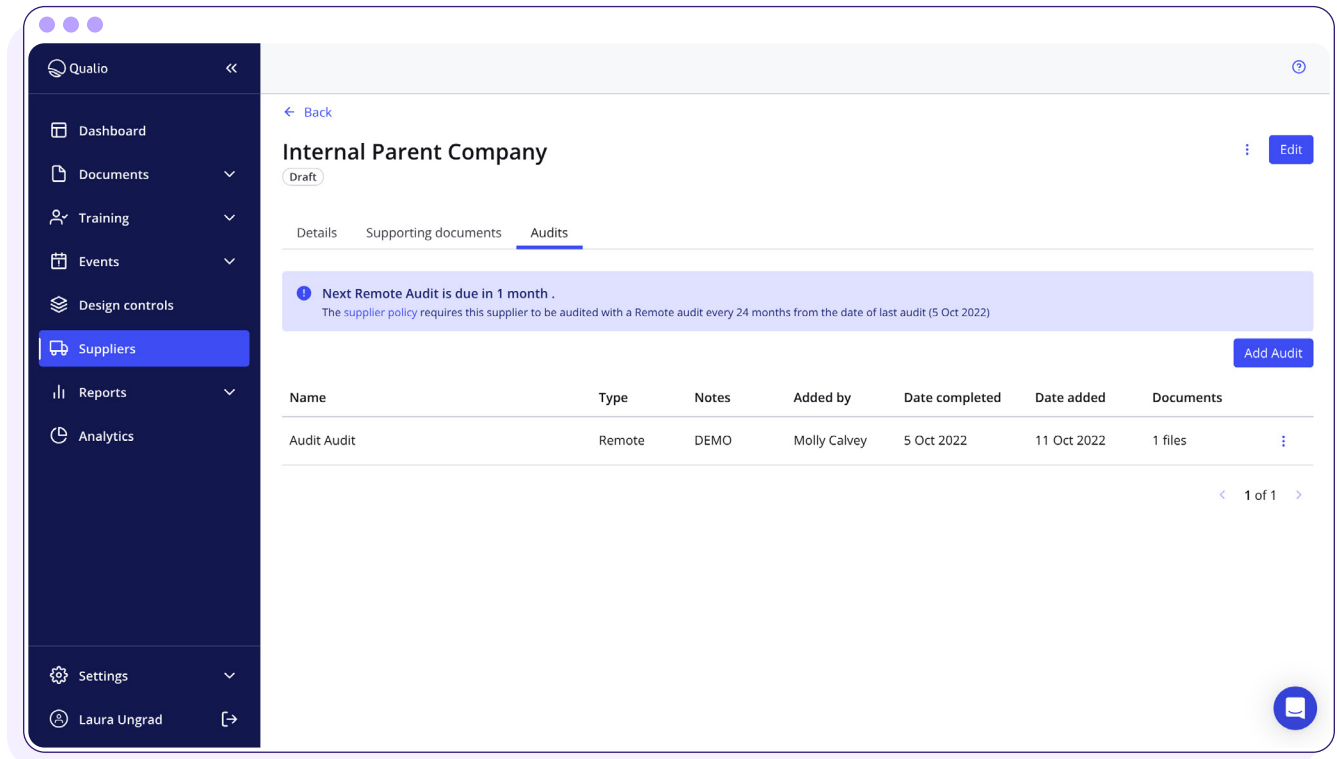 Qualio
Dashboard
Documents
Training
Events
Design controls
Suppliers
Reports
Analytics
Settings
Laura Ungrad
Back
Internal Parent Company
Edit
Draft
Details Supporting documents Audits
Next Remote Audit is due in 1 month .
The supplier policy requires this supplier to be audited with a Remote audit every 24 months from the date of last audit (5 Oct 2022)
Add Audit
Name Type Notes Added by Date completed Date added Documents
Audit Audit Remote DEMO Molly Calvey 5 Oct 2022 11 Oct 2022 1 files
1 of 1